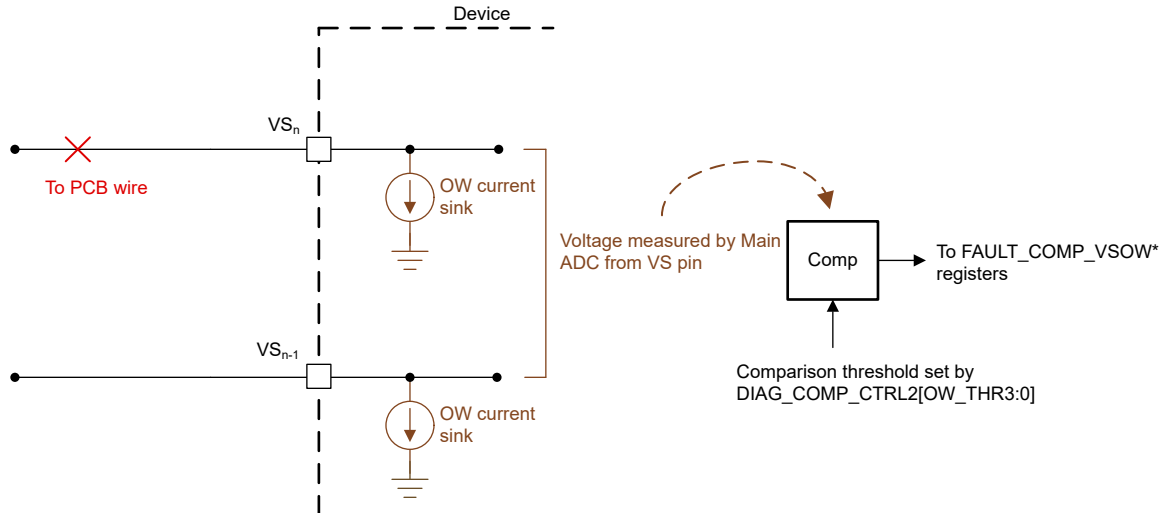 Device
VSn
To PCB wire
OW current
sink
Voltage measured by Main
ADC from VS pin
Comp
To FAULT_COMP_VSOW*
registers
VSn-1
Comparison threshold set by
DIAG_COMP_CTRL2[OW_THR3:0]
OW current
sink